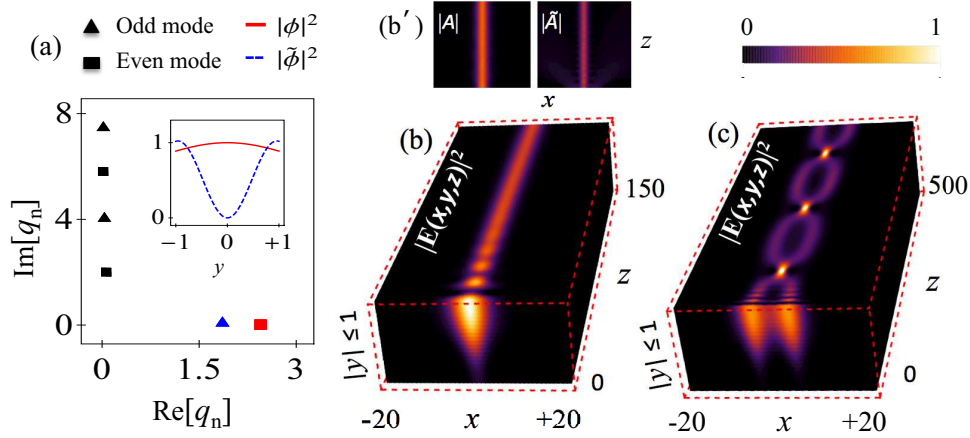 (a)
▲ Odd mode
■ Even mode
|ϕ|²
|ϕ̃|²
8
4
0
Im[qₙ]
0
1.5
3
Re[qₙ]
1
0
−1
0
+1
y
(b′)
|A|
|Ã|
z
x
0
1
(b)
|E(x,y,z)|²
150
z
0
|y| ≤ 1
-20
x
+20
(c)
|E(x,y,z)|²
500
z
0
|y| ≤ 1
-20
x
+20